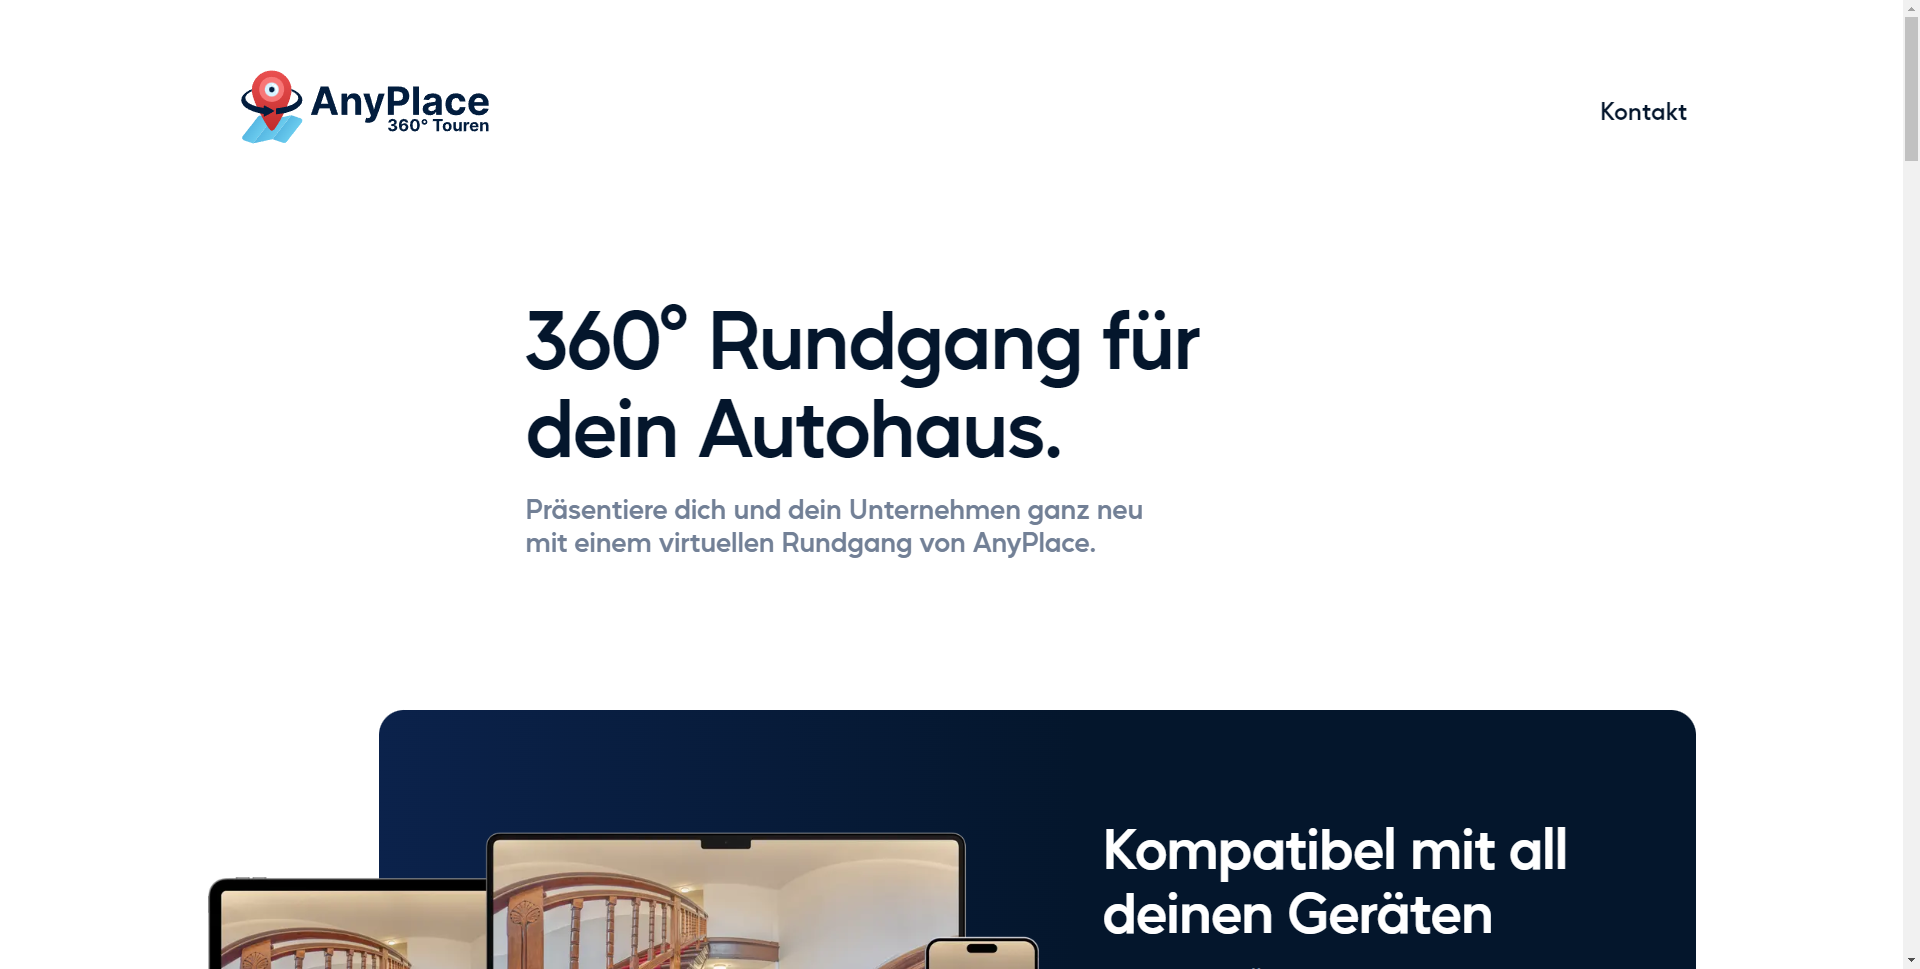 AnyPlace
360° Touren
Kontakt
360° Rundgang für
dein Autohaus.
Präsentiere dich und dein Unternehmen ganz neu
mit einem virtuellen Rundgang von AnyPlace.
Kompatibel mit all
deinen Geräten